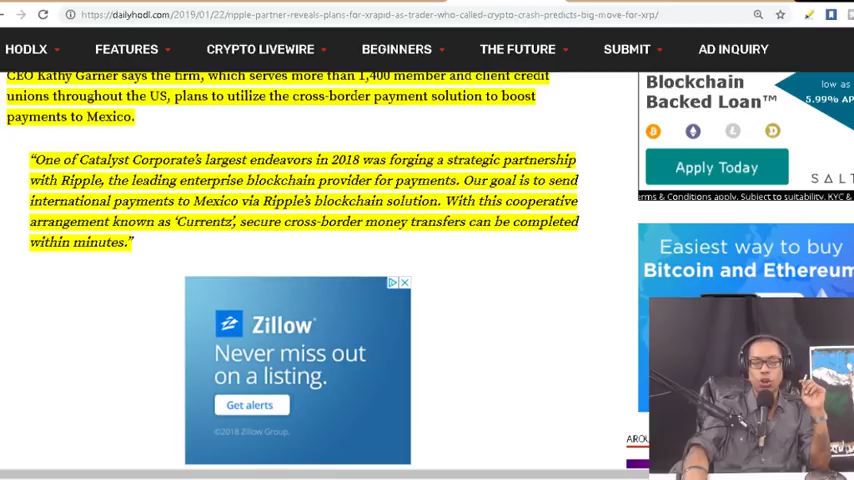 https://dailyhodl.com/2019/01/22/ripple-partner-reveals-plans-for-xrapid-as-trader-who-called-crypto-crash-predicts-big-move-for-xrp/
HODLX FEATURES CRYPTO LIVEWIRE BEGINNERS THE FUTURE SUBMIT AD INQUIRY
CEO Kathy Garner says the firm, which serves more than 1,400 member and client credit
unions throughout the US, plans to utilize the cross-border payment solution to boost
payments to Mexico.
“One of Catalyst Corporate’s largest endeavors in 2018 was forging a strategic partnership
with Ripple, the leading enterprise blockchain provider for payments. Our goal is to send
international payments to Mexico via Ripple’s blockchain solution. With this cooperative
arrangement known as ‘Currentz’, secure cross-border money transfers can be completed
within minutes.”
Zillow
Never miss out
on a listing.
Get alerts
©2018 Zillow Group.
Blockchain
Backed Loan™
low as
5.99% AP
Apply Today
SALT
erms & Conditions apply. Subject to suitability. KYC &
Easiest way to buy
Bitcoin and Ethereum
AROU